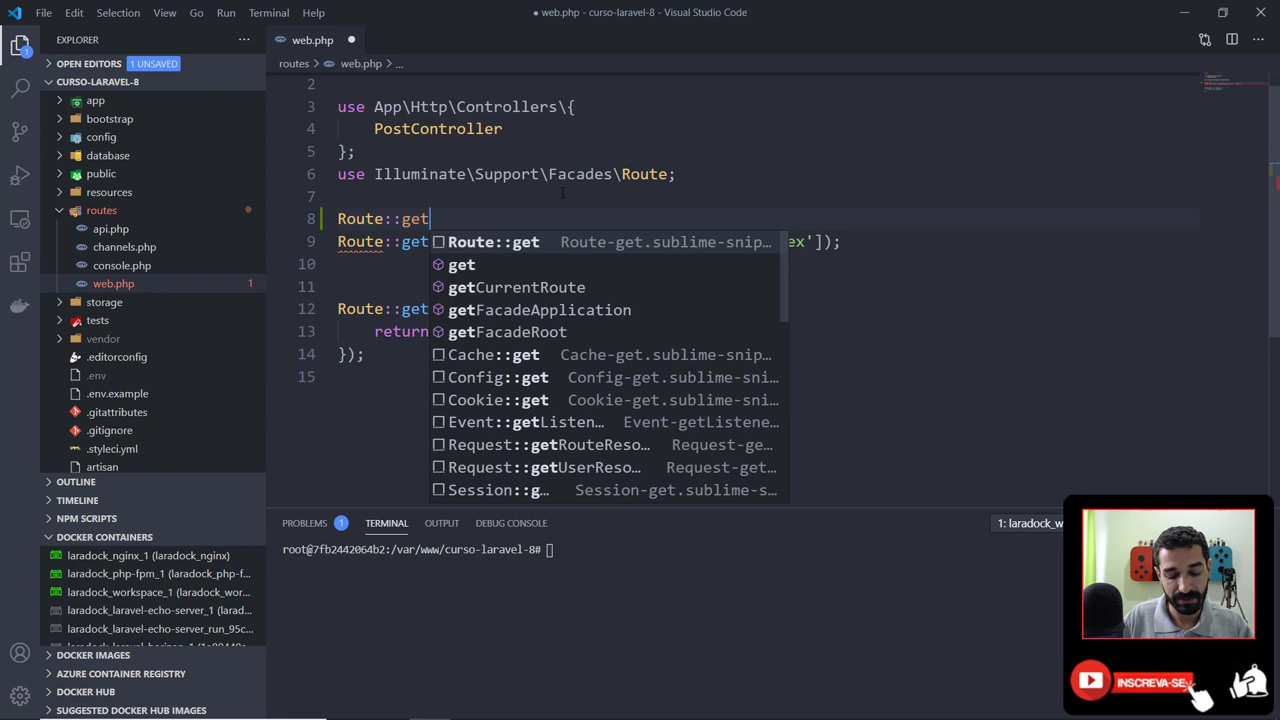 File Edit Selection View Go Run Terminal Help
● web.php - curso-laravel-8 - Visual Studio Code
EXPLORER
web.php
OPEN EDITORS 1 UNSAVED
routes > web.php > ...
CURSO-LARAVEL-8
app
bootstrap
config
database
public
resources
routes
api.php
channels.php
console.php
web.php 1
storage
tests
vendor
.editorconfig
.env
.env.example
.gitattributes
.gitignore
.styleci.yml
artisan
OUTLINE
TIMELINE
NPM SCRIPTS
DOCKER CONTAINERS
laradock_nginx_1 (laradock_nginx)
laradock_php-fpm_1 (laradock_php-f...
laradock_workspace_1 (laradock_wor...
laradock_laravel-echo-server_1 (larad...
laradock_laravel-echo-server_run_95c...
DOCKER IMAGES
AZURE CONTAINER REGISTRY
DOCKER HUB
SUGGESTED DOCKER HUB IMAGES
2
3 use App\Http\Controllers\{
4 PostController
5 };
6 use Illuminate\Support\Facades\Route;
7
8 Route::get
9 Route::get ex']);
10
11
12 Route::get
13 return
14 });
15
Route::get Route-get.sublime-snip...
get
getCurrentRoute
getFacadeApplication
getFacadeRoot
Cache::get Cache-get.sublime-snip...
Config::get Config-get.sublime-sni...
Cookie::get Cookie-get.sublime-sni...
Event::getListen... Event-getListene...
Request::getRouteReso... Request-ge...
Request::getUserReso... Request-get...
Session::g... Session-get.sublime-s...
PROBLEMS 1 TERMINAL OUTPUT DEBUG CONSOLE
1: laradock_w
root@7fb2442064b2:/var/www/curso-laravel-8#
INSCREVA-SE